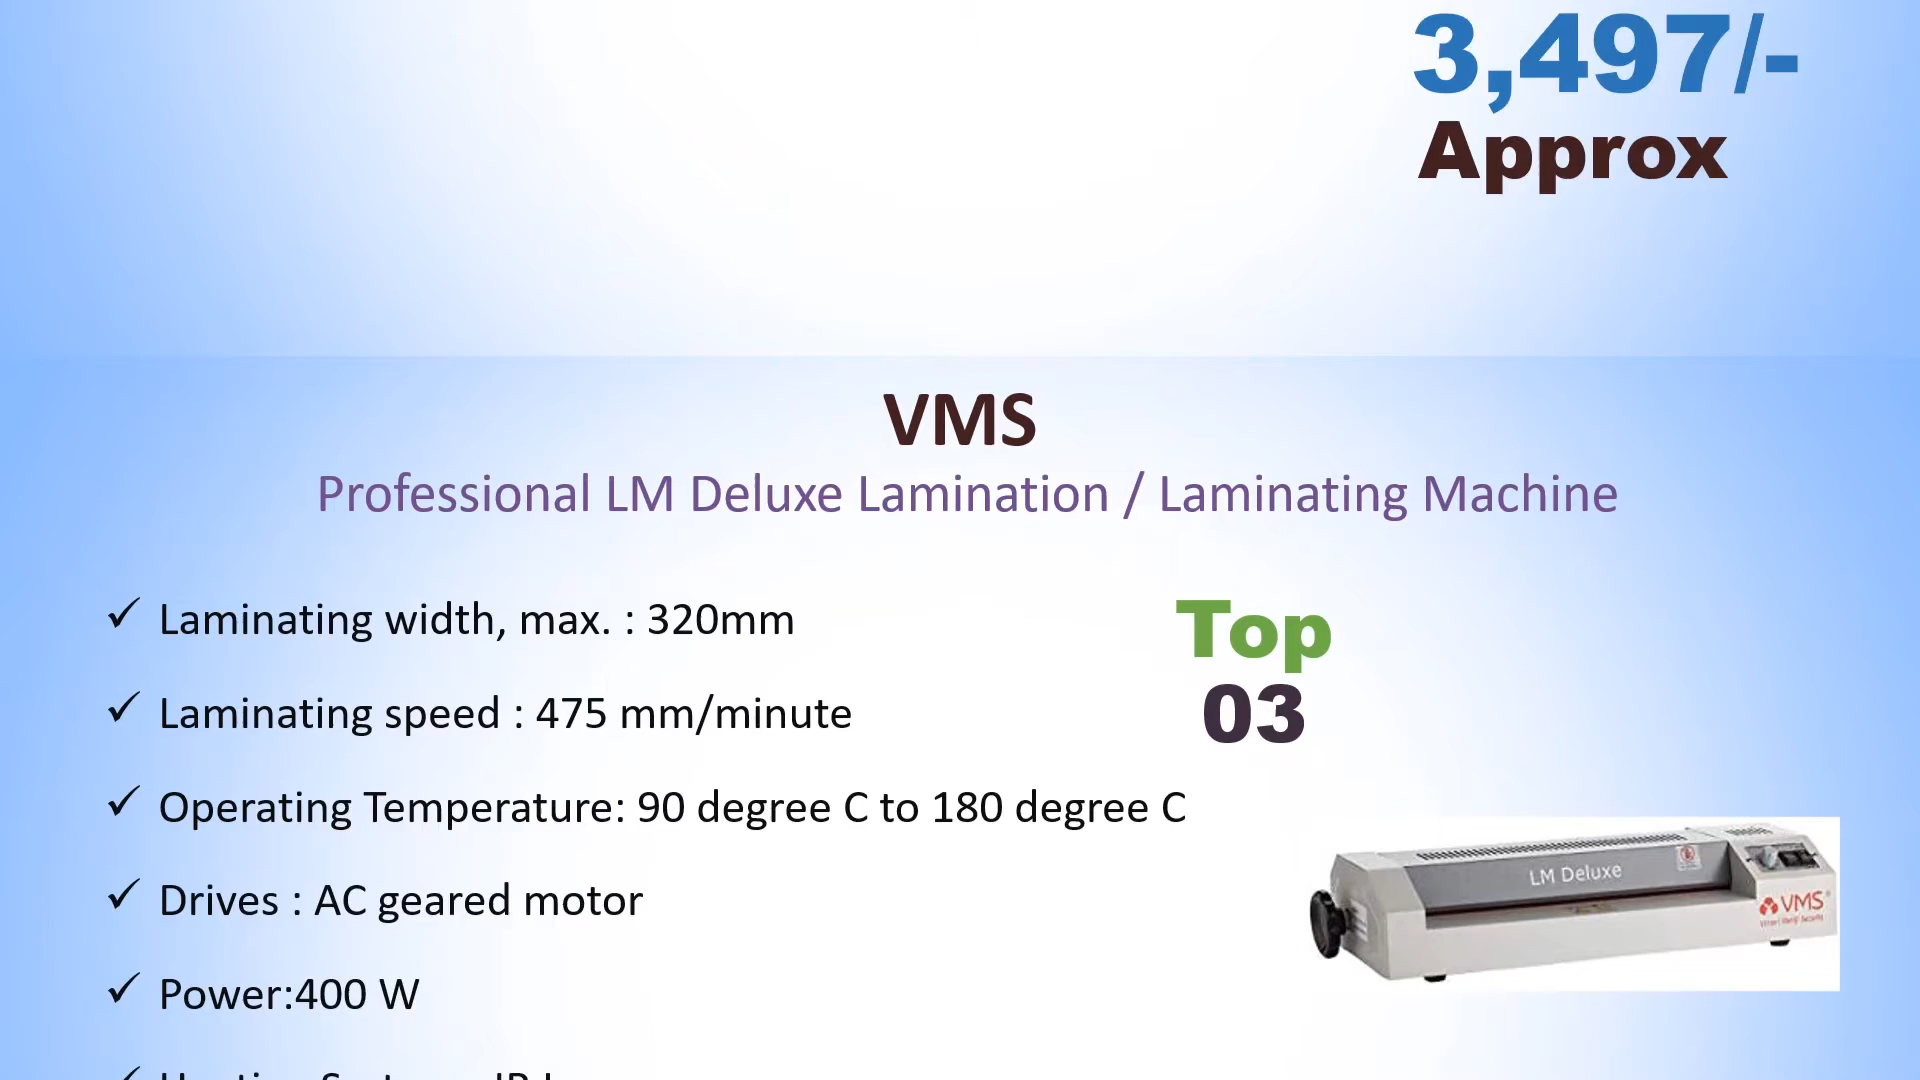 3,497/-
Approx
VMS
Professional LM Deluxe Lamination / Laminating Machine
Laminating width, max. : 320mm
Top
03
Laminating speed : 475 mm/minute
Operating Temperature: 90 degree C to 180 degree C
Drives : AC geared motor
LM Deluxe
VMS
Power:400 W